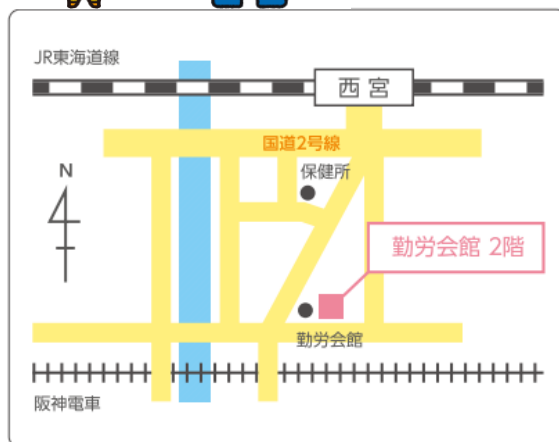 JR東海道線
西宮
国道2号線
保健所
N
勤労会館 2階
勤労会館
阪神電車